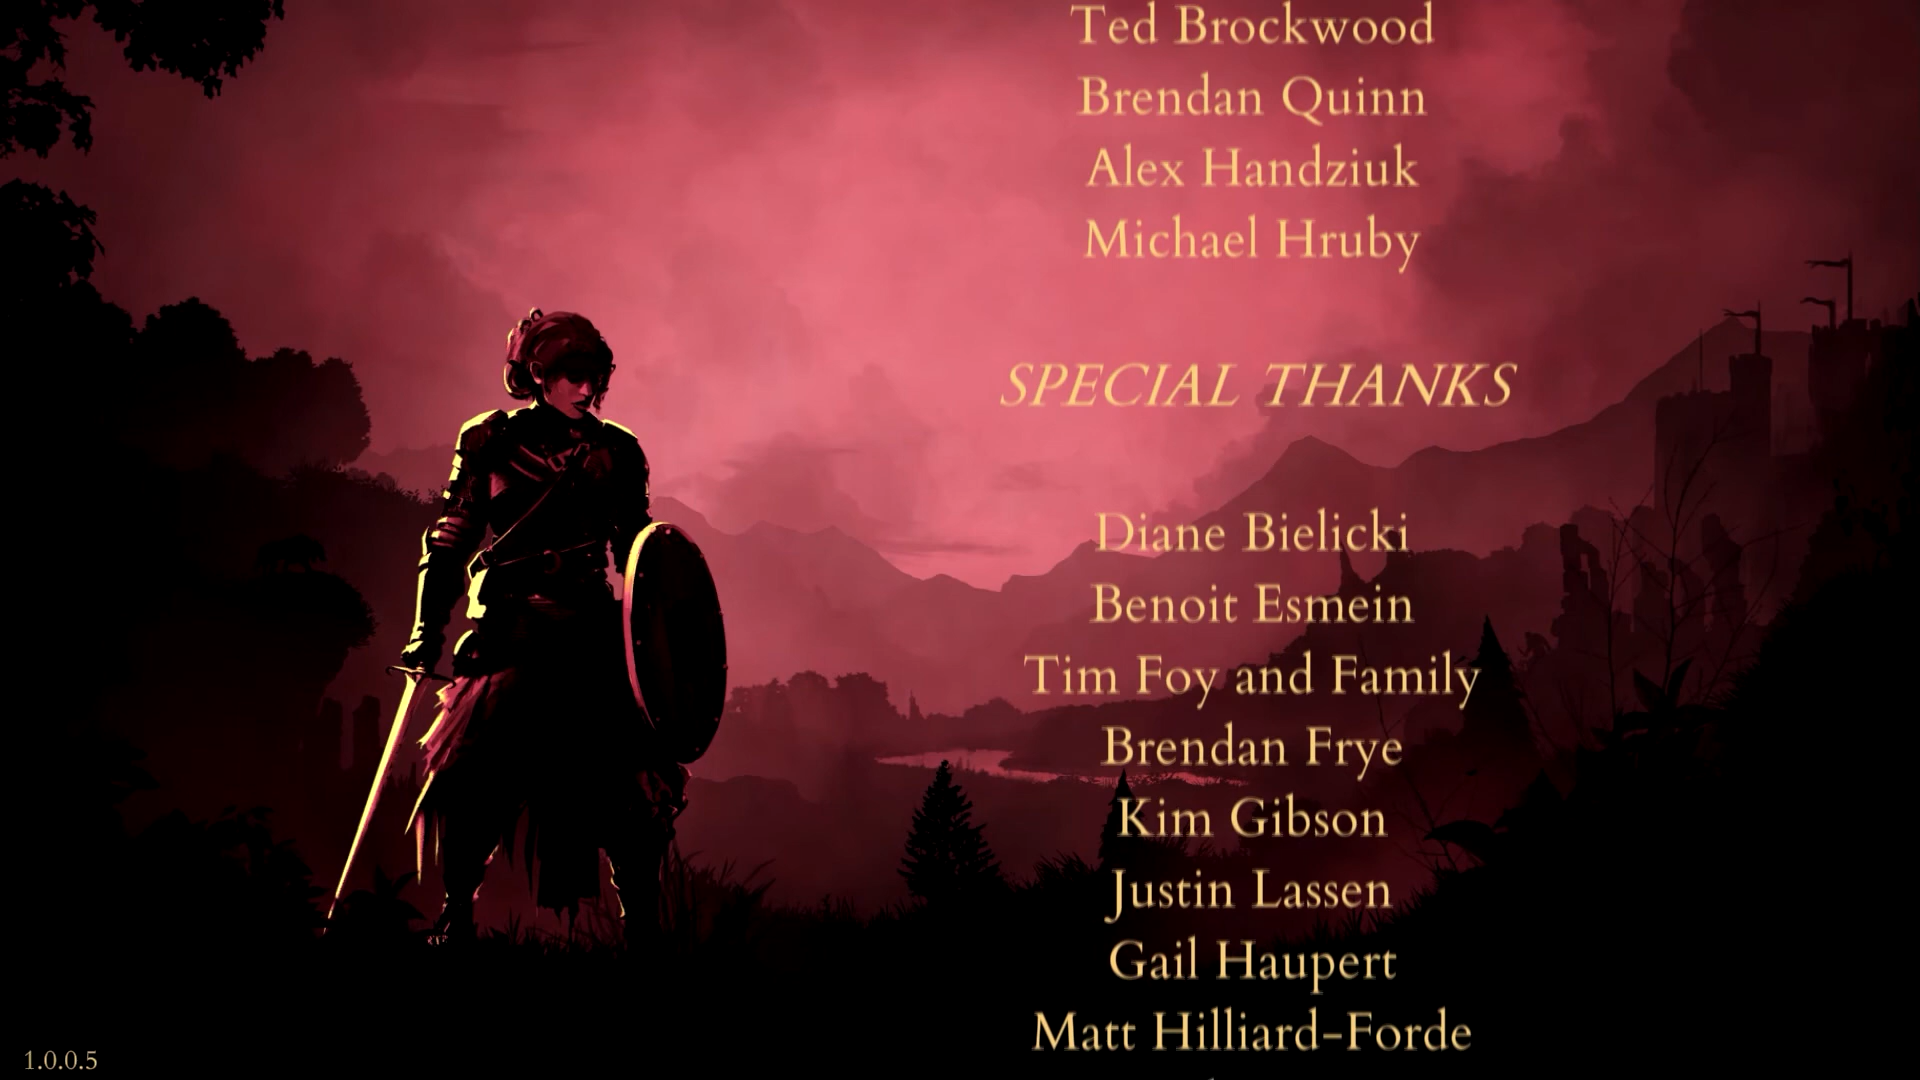 Ted Brockwood
Brendan Quinn
Alex Handziuk
Michael Hruby
SPECIAL THANKS
Diane Bielicki
Benoit Esmein
Tim Foy and Family
Brendan Frye
Kim Gibson
Justin Lassen
Gail Haupert
Matt Hilliard-Forde
1.0.0.5